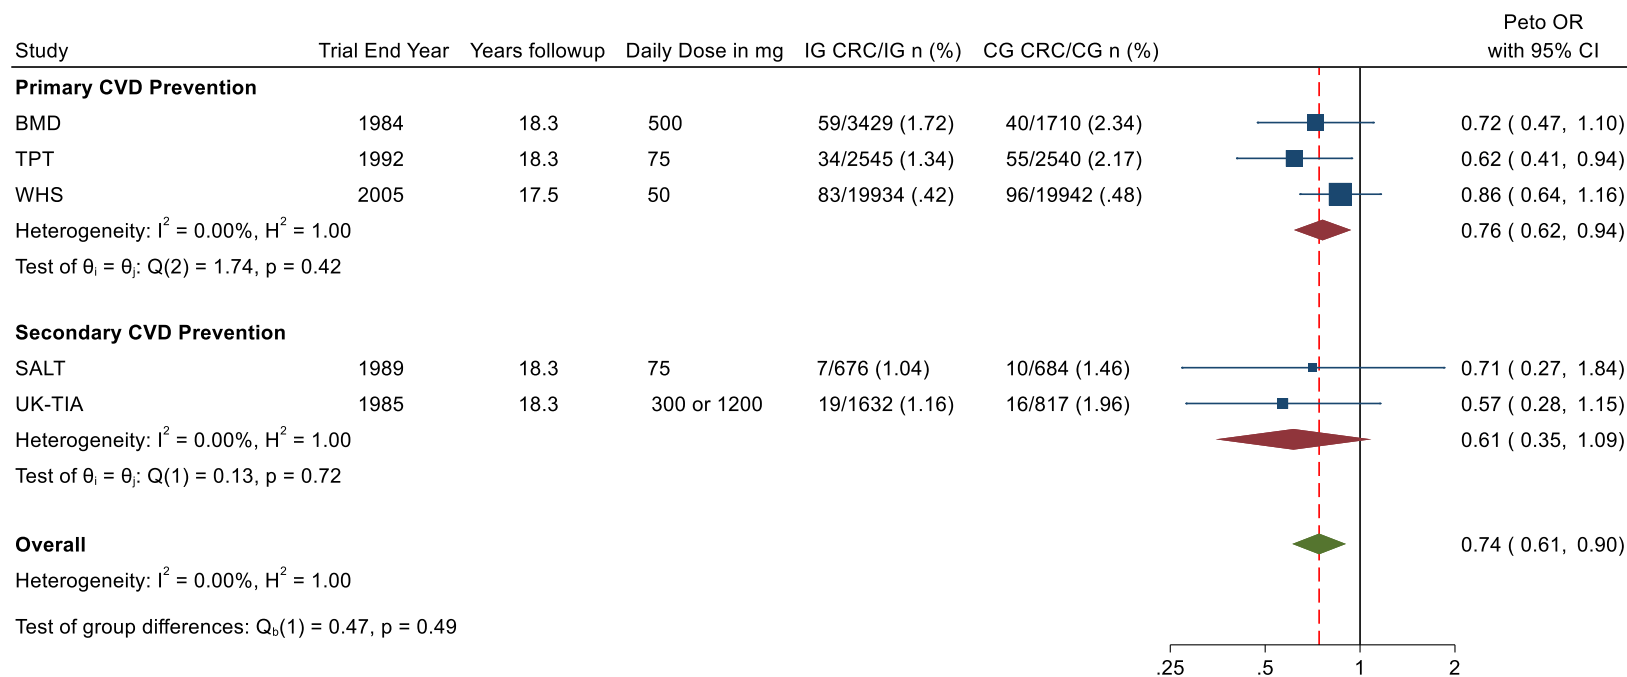 Peto OR
Study Trial End Year Years followup Daily Dose in mg IG CRC/IG n (%) CG CRC/CG n (%) with 95% CI
Primary CVD Prevention
BMD 1984 18.3 500 59/3429 (1.72) 40/1710 (2.34) 0.72 ( 0.47, 1.10)
TPT 1992 18.3 75 34/2545 (1.34) 55/2540 (2.17) 0.62 ( 0.41, 0.94)
WHS 2005 17.5 50 83/19934 (.42) 96/19942 (.48) 0.86 ( 0.64, 1.16)
Heterogeneity: I² = 0.00%, H² = 1.00 0.76 ( 0.62, 0.94)
Test of θᵢ = θⱼ: Q(2) = 1.74, p = 0.42
Secondary CVD Prevention
SALT 1989 18.3 75 7/676 (1.04) 10/684 (1.46) 0.71 ( 0.27, 1.84)
UK-TIA 1985 18.3 300 or 1200 19/1632 (1.16) 16/817 (1.96) 0.57 ( 0.28, 1.15)
Heterogeneity: I² = 0.00%, H² = 1.00 0.61 ( 0.35, 1.09)
Test of θᵢ = θⱼ: Q(1) = 0.13, p = 0.72
Overall 0.74 ( 0.61, 0.90)
Heterogeneity: I² = 0.00%, H² = 1.00
Test of group differences: Q_b(1) = 0.47, p = 0.49
.25 .5 1 2